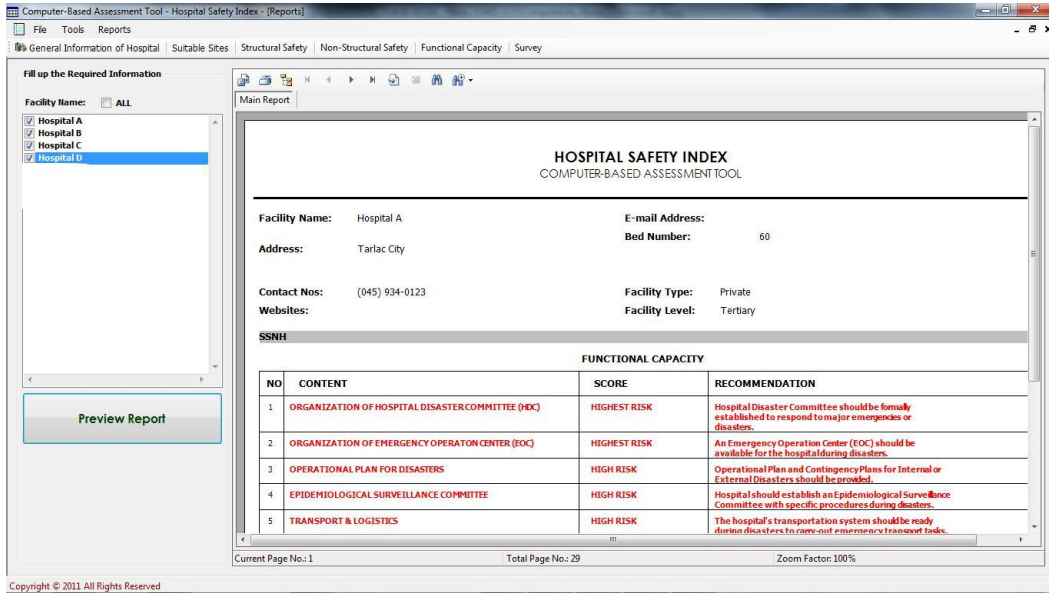 Computer-Based Assessment Tool - Hospital Safety Index - [Reports]
File Tools Reports
General Information of Hospital Suitable Sites Structural Safety Non-Structural Safety Functional Capacity Survey
Fill up the Required Information
Facility Name: ALL
Hospital A
Hospital B
Hospital C
Hospital D
Preview Report
Main Report
HOSPITAL SAFETY INDEX
COMPUTER-BASED ASSESSMENT TOOL
Facility Name: Hospital A E-mail Address:
Bed Number: 60
Address: Tarlac City
Contact Nos: (045) 934-0123 Facility Type: Private
Websites: Facility Level: Tertiary
SSNH
FUNCTIONAL CAPACITY
NO CONTENT SCORE RECOMMENDATION
1 ORGANIZATION OF HOSPITAL DISASTER COMMITTEE (HDC) HIGHEST RISK Hospital Disaster Committee should be formally
established to respond to major emergencies or
disasters.
2 ORGANIZATION OF EMERGENCY OPERATON CENTER (EOC) HIGHEST RISK An Emergency Operation Center (EOC) should be
available for the hospital during disasters.
3 OPERATIONAL PLAN FOR DISASTERS HIGH RISK Operational Plan and Contingency Plans for Internal or
External Disasters should be provided.
4 EPIDEMIOLOGICAL SURVEILLANCE COMMITTEE HIGH RISK Hospital should establish an Epidemiological Surveillance
Committee with specific procedures during disasters.
5 TRANSPORT & LOGISTICS HIGH RISK The hospital's transportation system should be ready
during disasters to carry-out emergency transport tasks.
Current Page No.: 1 Total Page No.: 29 Zoom Factor: 100%
Copyright © 2011 All Rights Reserved